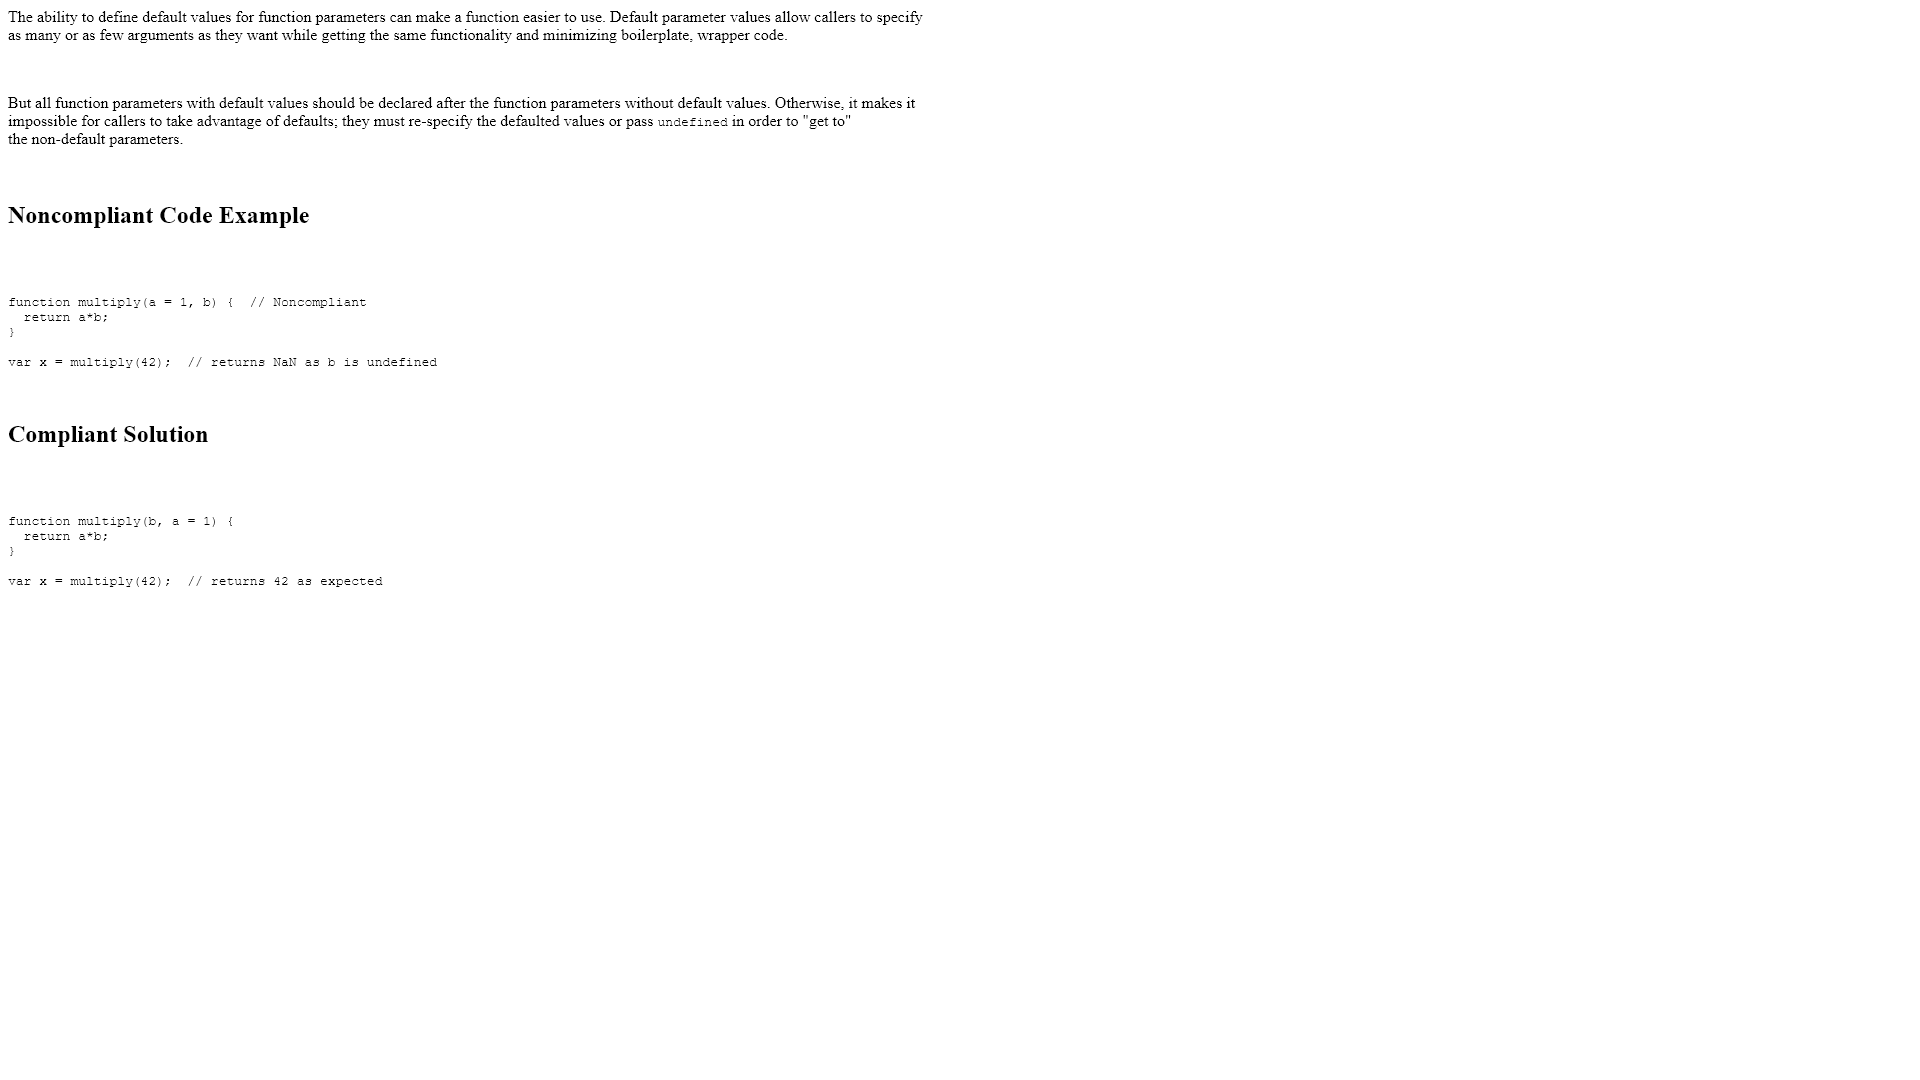 The ability to define default values for function parameters can make a function easier to use. Default parameter values allow callers to specify
as many or as few arguments as they want while getting the same functionality and minimizing boilerplate, wrapper code.
But all function parameters with default values should be declared after the function parameters without default values. Otherwise, it makes it
impossible for callers to take advantage of defaults; they must re-specify the defaulted values or pass undefined in order to "get to"
the non-default parameters.
Noncompliant Code Example
function multiply(a = 1, b) {  // Noncompliant
  return a*b;
}
var x = multiply(42);  // returns NaN as b is undefined
Compliant Solution
function multiply(b, a = 1) {
  return a*b;
}
var x = multiply(42);  // returns 42 as expected